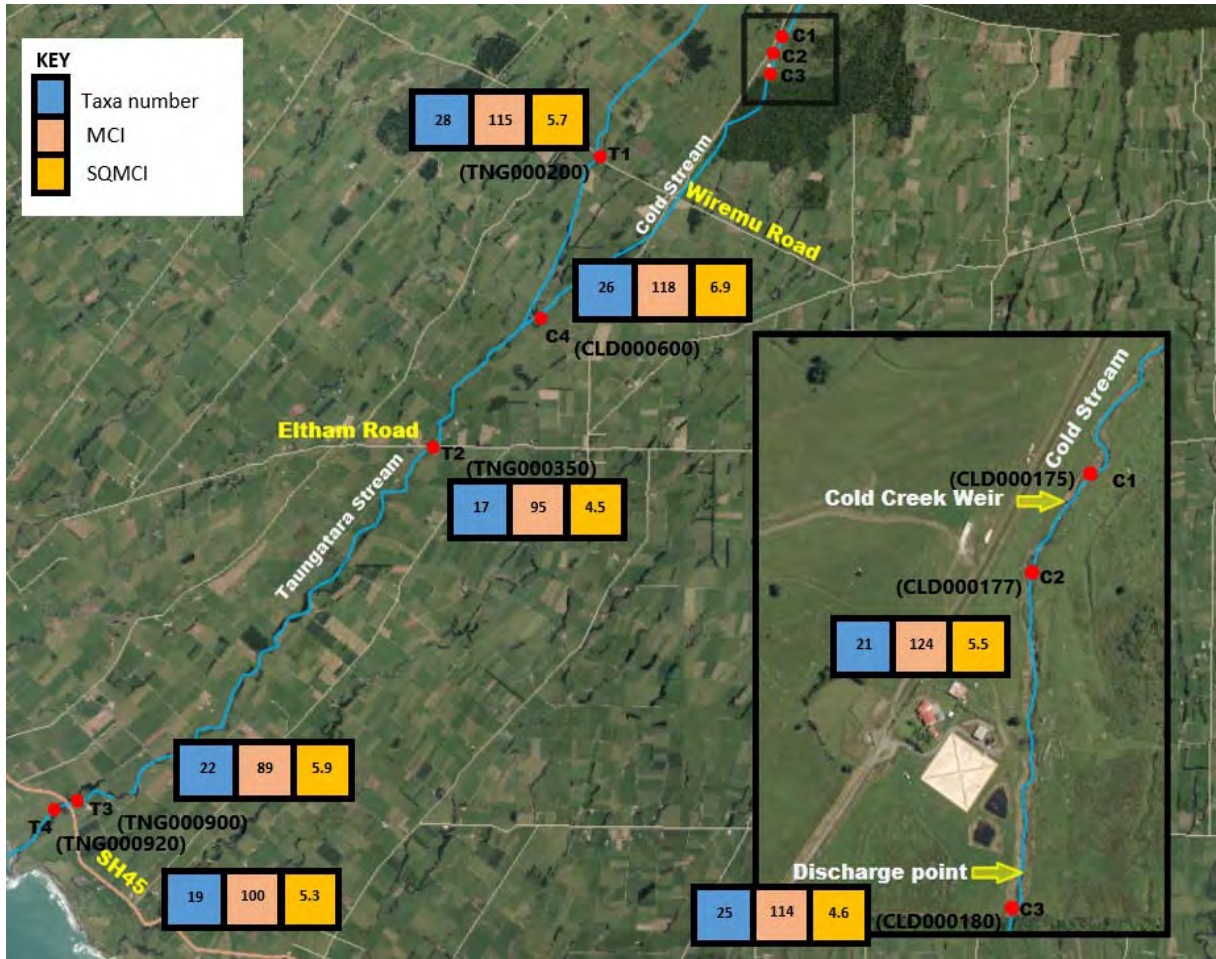 KEY
Taxa number
MCI
SQMCI
C1
C2
C3
28 115 5.7
T1
(TNG000200)
Cold Stream
Wiremu Road
26 118 6.9
C4
(CLD000600)
Eltham Road
T2
(TNG000350)
17 95 4.5
Taungatara Stream
22 89 5.9
T3
(TNG000900)
T4
(TNG000920)
SH45
19 100 5.3
Cold Stream
(CLD000175)
C1
Cold Creek Weir
C2
(CLD000177)
21 124 5.5
Discharge point
C3
25 114 4.6
(CLD000180)